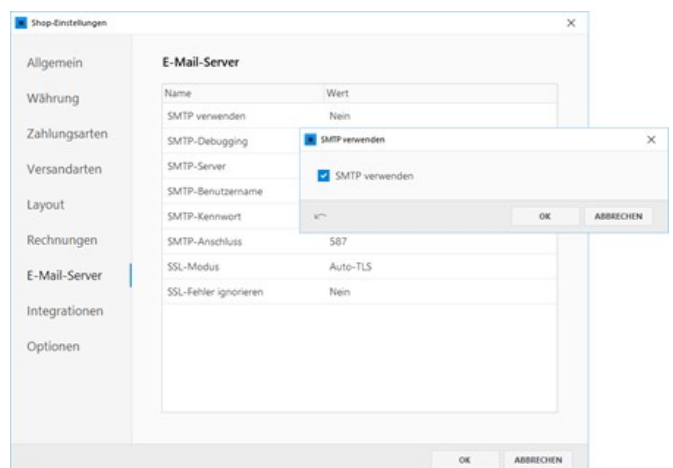 Shop-Einstellungen
Allgemein
Währung
Zahlungsarten
Versandarten
Layout
Rechnungen
E-Mail-Server
Integrationen
Optionen
E-Mail-Server
Name Wert
SMTP verwenden Nein
SMTP-Debugging
SMTP-Server
SMTP-Benutzername
SMTP-Kennwort
SMTP-Anschluss 587
SSL-Modus Auto-TLS
SSL-Fehler ignorieren Nein
SMTP verwenden
SMTP verwenden
OK ABBRECHEN
OK ABBRECHEN